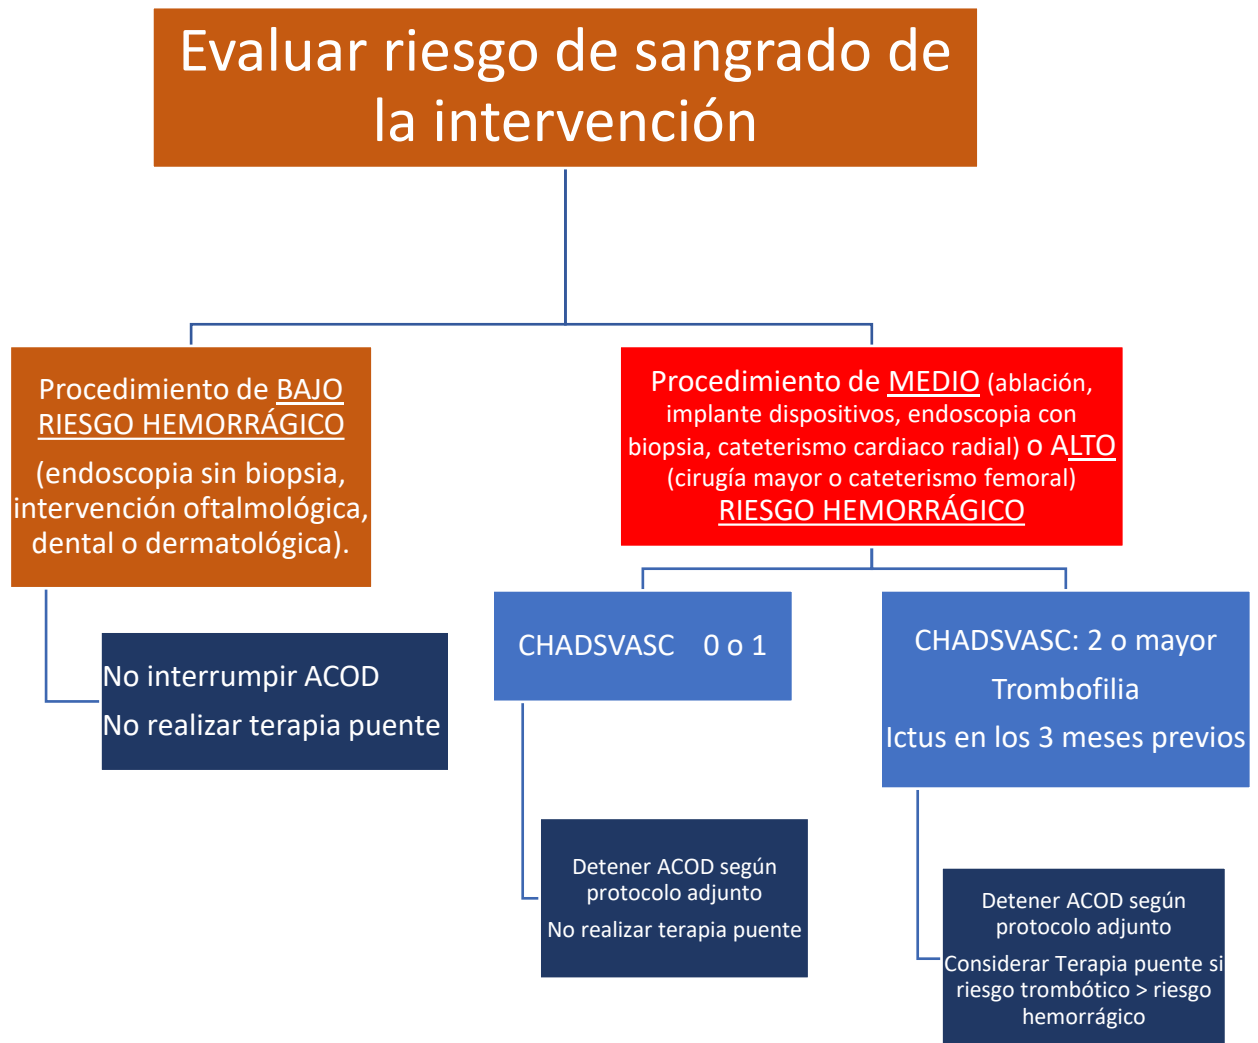 Evaluar riesgo de sangrado de
la intervención
Procedimiento de BAJO
RIESGO HEMORRÁGICO
(endoscopia sin biopsia,
intervención oftalmológica,
dental o dermatológica).
No interrumpir ACOD
No realizar terapia puente
Procedimiento de MEDIO (ablación,
implante dispositivos, endoscopia con
biopsia, cateterismo cardiaco radial) o ALTO
(cirugía mayor o cateterismo femoral)
RIESGO HEMORRÁGICO
CHADSVASC 0 o 1
Detener ACOD según
protocolo adjunto
No realizar terapia puente
CHADSVASC: 2 o mayor
Trombofilia
Ictus en los 3 meses previos
Detener ACOD según
protocolo adjunto
Considerar Terapia puente si
riesgo trombótico > riesgo
hemorrágico